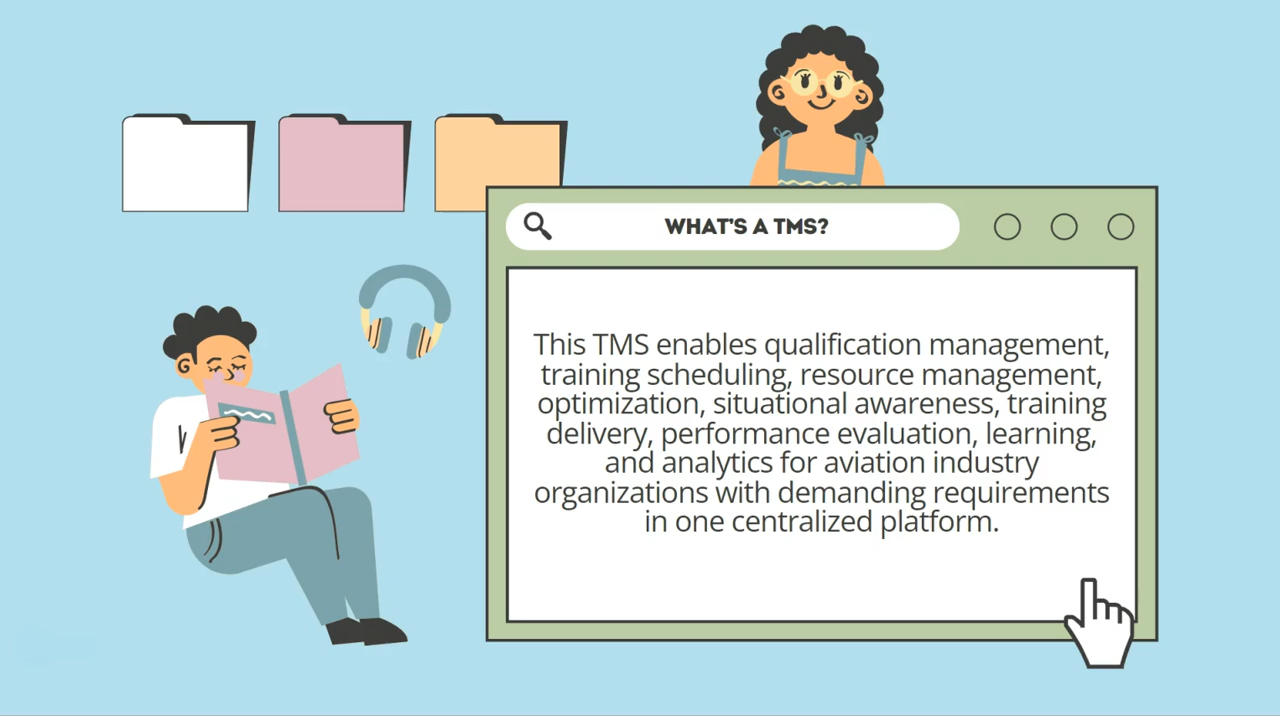 WHAT'S A TMS?
This TMS enables qualification management,
training scheduling, resource management,
optimization, situational awareness, training
delivery, performance evaluation, learning,
and analytics for aviation industry
organizations with demanding requirements
in one centralized platform.